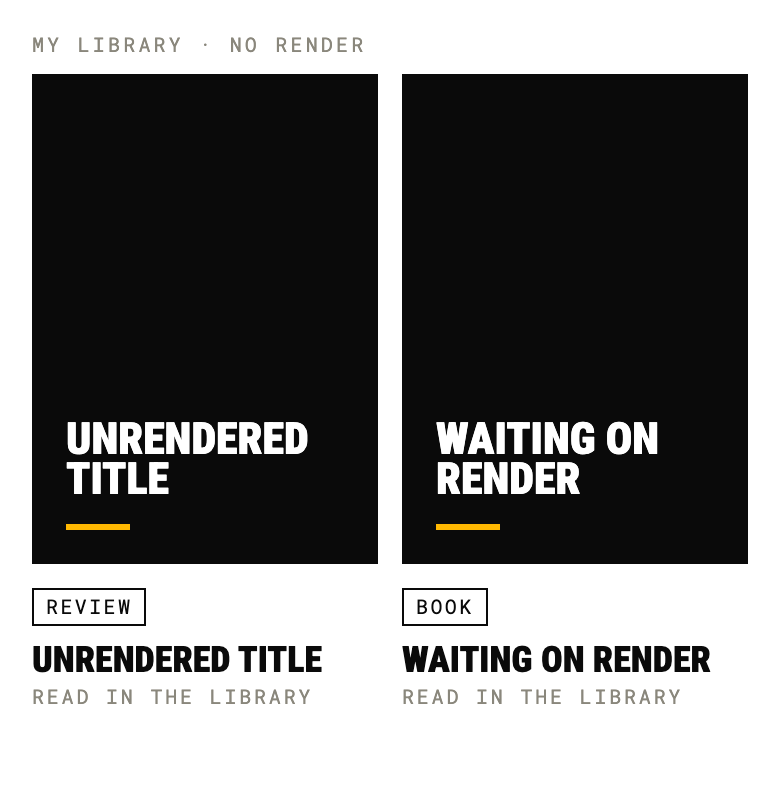 MY LIBRARY · NO RENDER
UNRENDERED
TITLE
WAITING ON
RENDER
REVIEW
UNRENDERED TITLE
READ IN THE LIBRARY
BOOK
WAITING ON RENDER
READ IN THE LIBRARY